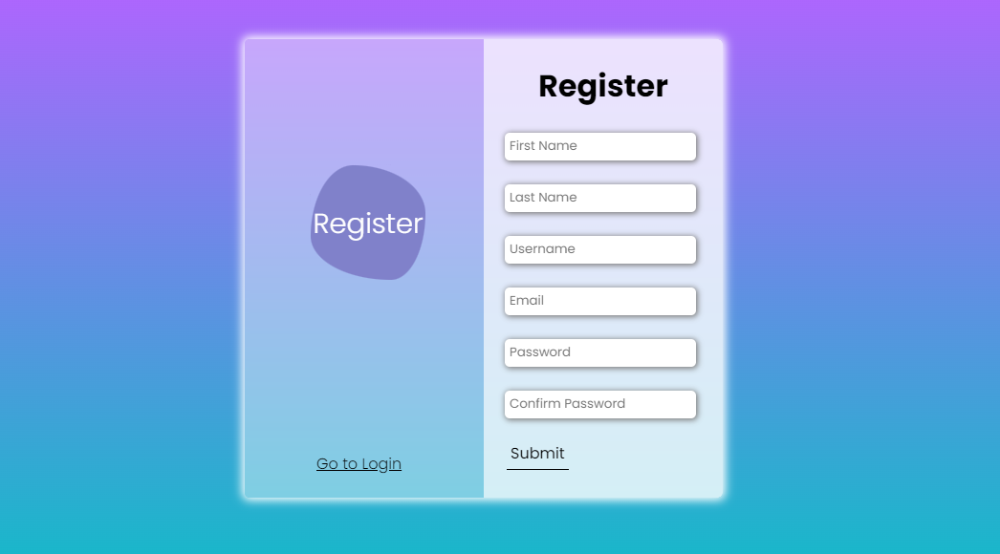 Register
Go to Login
Register
First Name
Last Name
Username
Email
Password
Confirm Password
Submit